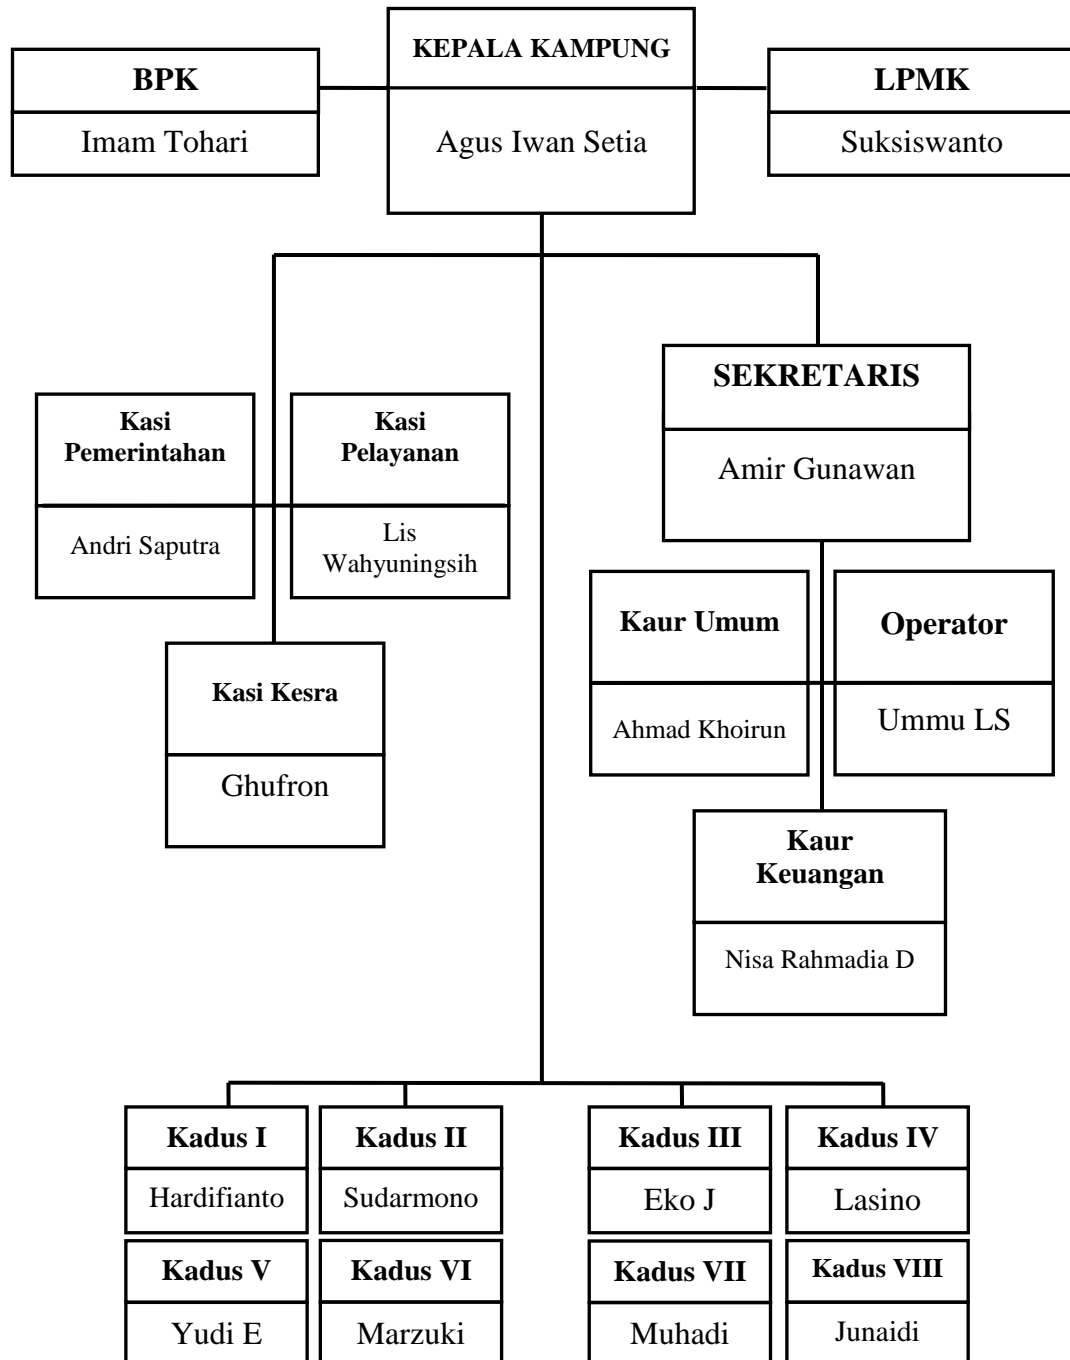 KEPALA KAMPUNG
Agus Iwan Setia
BPK
Imam Tohari
LPMK
Suksiswanto
SEKRETARIS
Amir Gunawan
Kasi
Pemerintahan
Andri Saputra
Kasi
Pelayanan
Lis
Wahyuningsih
Kasi Kesra
Ghufron
Kaur Umum
Ahmad Khoirun
Operator
Ummu LS
Kaur
Keuangan
Nisa Rahmadia D
Kadus I
Hardifianto
Kadus II
Sudarmono
Kadus III
Eko J
Kadus IV
Lasino
Kadus V
Yudi E
Kadus VI
Marzuki
Kadus VII
Muhadi
Kadus VIII
Junaidi